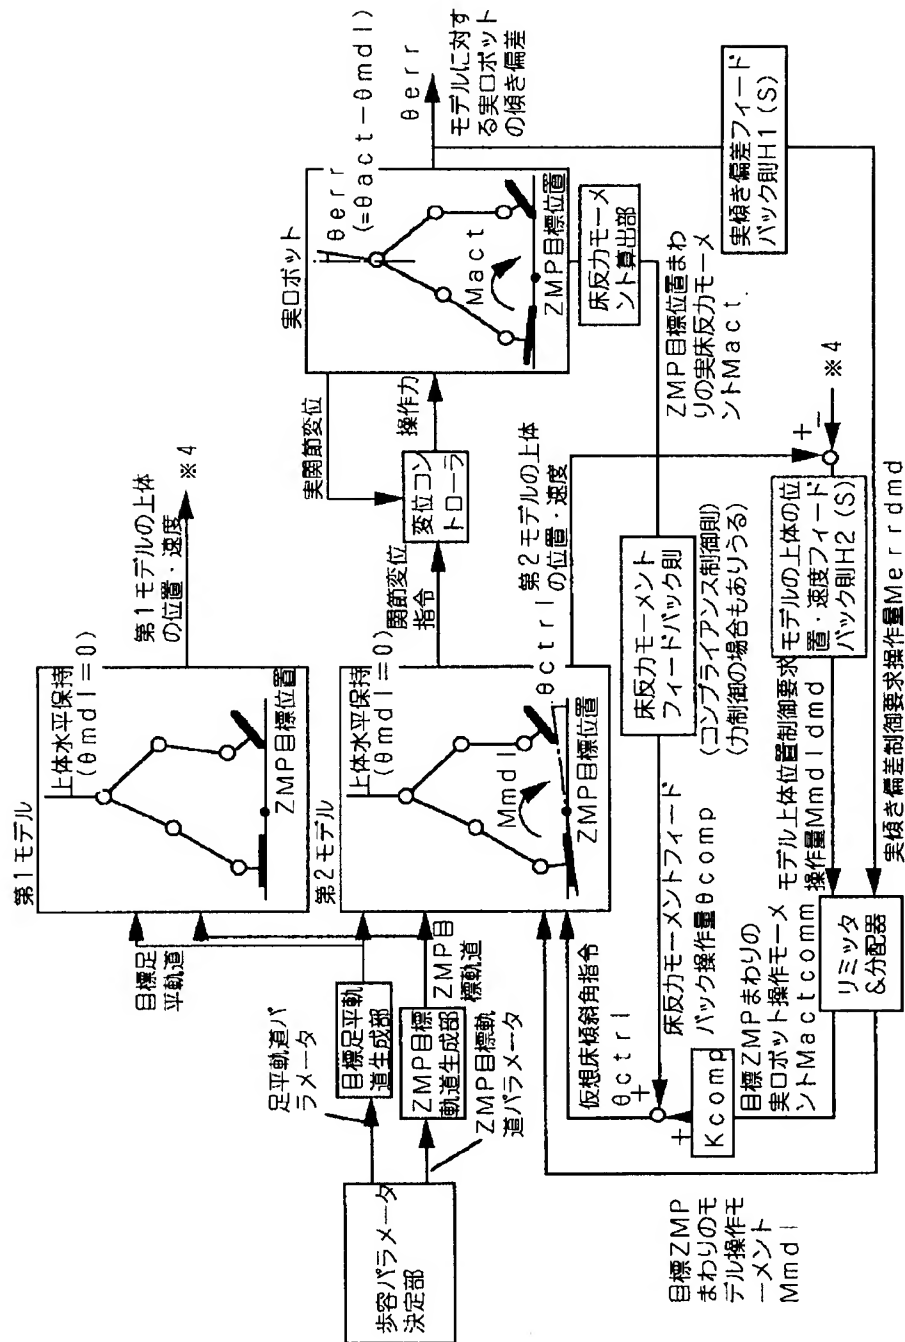 歩容パラメータ
決定部
足平軌道パ
ラメータ
ZMP目標軌
道パラメータ
目標足平軌
道生成部
ZMP目標
軌道生成部
目標足
平軌道
ZMP目
標軌道
第1モデル
上体水平保持
(θmdl=0)
ZMP目標位置
第1モデルの上体
の位置・速度
※4
第2モデル
上体水平保持
(θmdl=0)
Mmdl
θctrl
ZMP目標位置
関節変位
指令
第2モデルの上体
の位置・速度
変位コン
トローラ
実関節変位
操作力
実ロボット
θerr
(=θact-θmdl)
Mact
ZMP目標位置
θerr
モデルに対す
る実ロボット
の傾き偏差
床反力モーメ
ント算出部
ZMP目標位置まわ
りの実床反力モーメ
ントMact
実傾き偏差フィード
バック則H1(S)
仮想床傾斜角指令
θctrl
+
+
床反力モーメントフィード
バック操作量θcomp
床反力モーメント
フィードバック則
(コンプライアンス制御則)
(力制御の場合もありうる)
Kcomp
目標ZMPまわりの
実ロボット操作モーメ
ントMactcomm
リミッタ
&分配器
モデル上体位置制御要求
操作量Mmdldmd
モデルの上体の位
置・速度フィード
バック則H2(S)
+
-
※4
実傾き偏差制御要求操作量Merrdmd
目標ZMP
まわりのモ
デル操作モ
ーメント
Mmdl